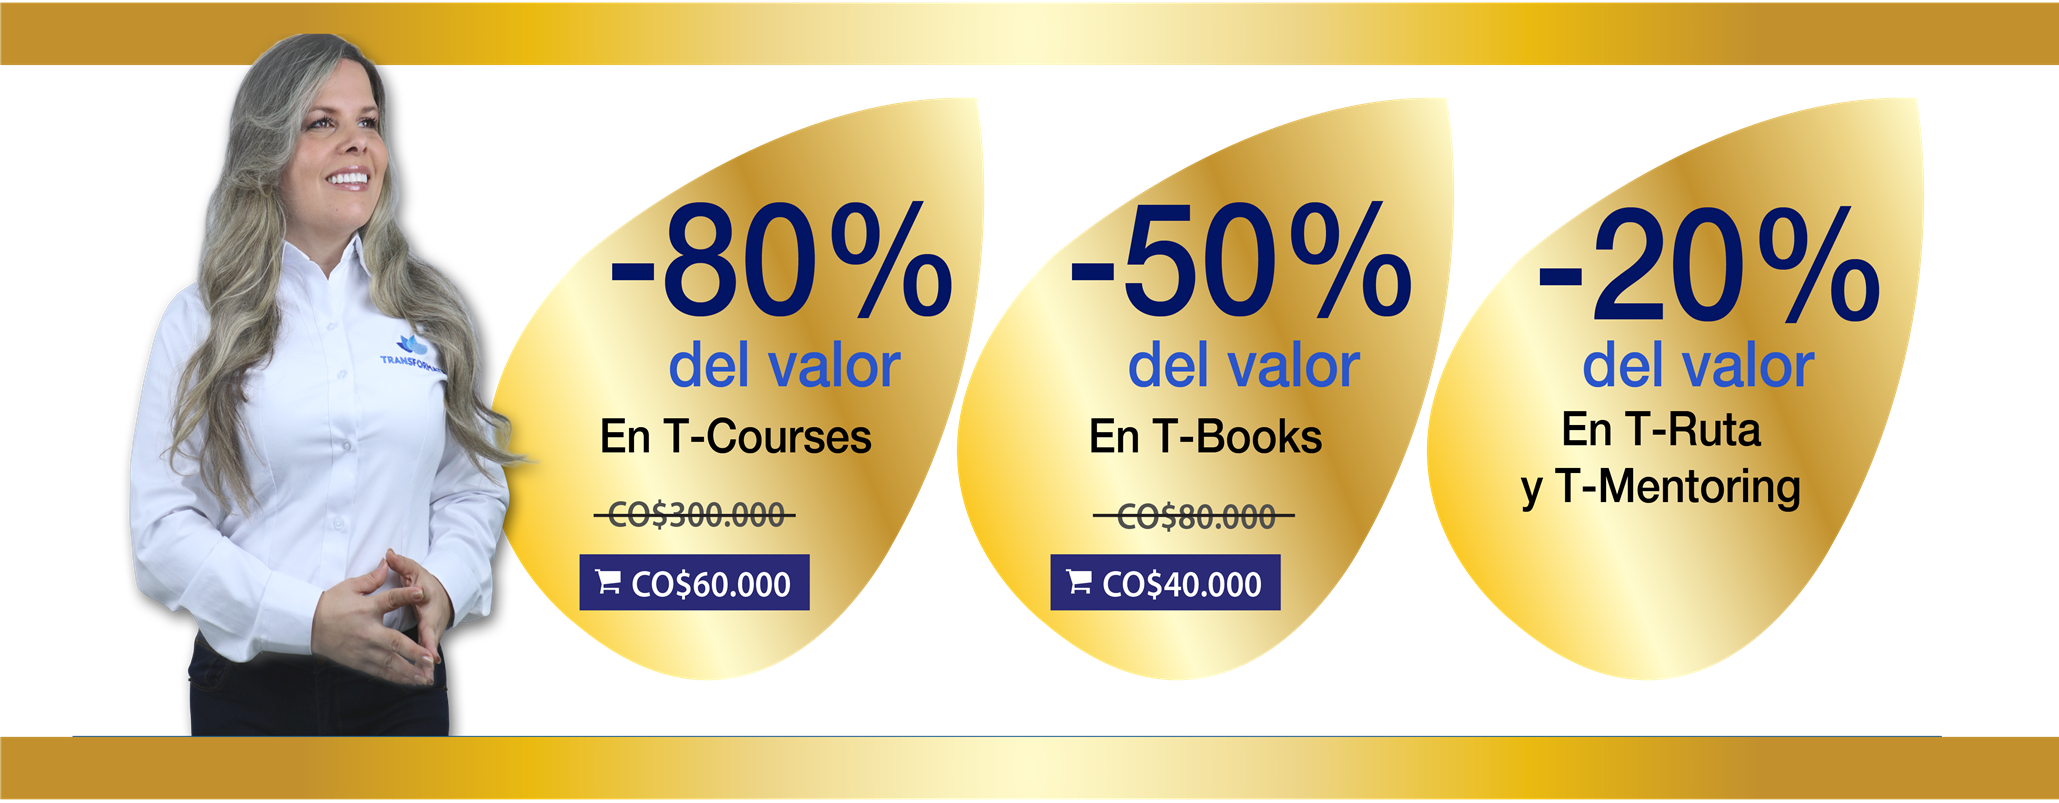 -80%
del valor
En T-Courses
CO$300.000
CO$60.000
-50%
del valor
En T-Books
CO$80.000
CO$40.000
-20%
del valor
En T-Ruta
y T-Mentoring